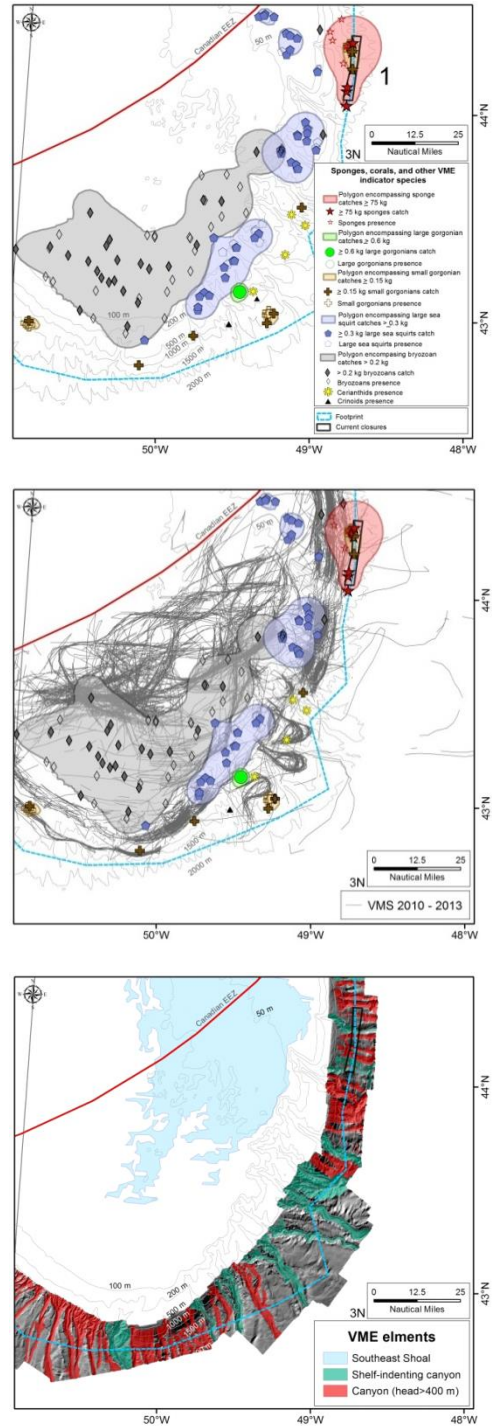 Canadian EEZ
50 m
1
44°N
0 12.5 25
Nautical Miles
3N
Sponges, corals, and other VME
indicator species
Polygon encompassing sponge
catches ≥ 75 kg
≥ 75 kg sponges catch
Sponges presence
Polygon encompassing large gorgonian
catches ≥ 0.6 kg
≥ 0.6 kg large gorgonians catch
Large gorgonians presence
Polygon encompassing small gorgonian
catches ≥ 0.15 kg
≥ 0.15 kg small gorgonians catch
Small gorgonians presence
Polygon encompassing large sea
squirt catches ≥0.3 kg
≥ 0.3 kg large sea squirts catch
Large sea squirts presence
Polygon encompassing bryozoan
catches > 0.2 kg
> 0.2 kg bryozoans catch
Bryozoans presence
Cerianthids presence
Crinoids presence
Footprint
Current closures
100 m
200 m
500 m
1000 m
1500 m
2000 m
43°N
50°W 49°W 48°W
Canadian EEZ
50 m
44°N
100 m
1500 m
2000 m
43°N
0 12.5 25
Nautical Miles
3N
VMS 2010 - 2013
50°W 49°W 48°W
Canadian EEZ
50 m
44°N
100 m
200 m
500 m
1000 m
1500 m
43°N
0 12.5 25
Nautical Miles
3N
VME elments
Southeast Shoal
Shelf-indenting canyon
Canyon (head>400 m)
50°W 49°W 48°W